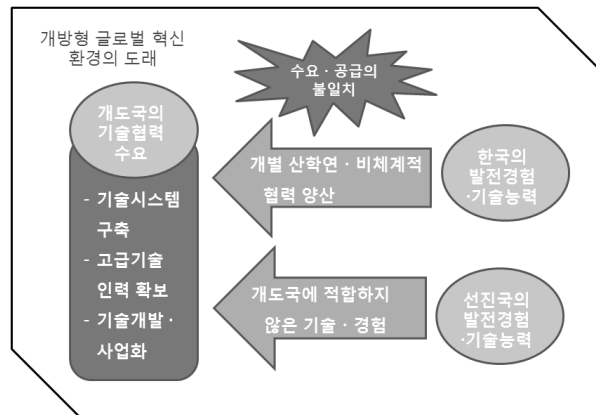 개방형 글로벌 혁신
환경의 도래
수요 · 공급의
불일치
개도국의
기술협력
수요
- 기술시스템
구축
- 고급기술
인력 확보
- 기술개발 ·
사업화
개별 산학연 · 비체계적
협력 양산
한국의
발전경험
·기술능력
개도국에 적합하지
않은 기술 · 경험
선진국의
발전경험
·기술능력